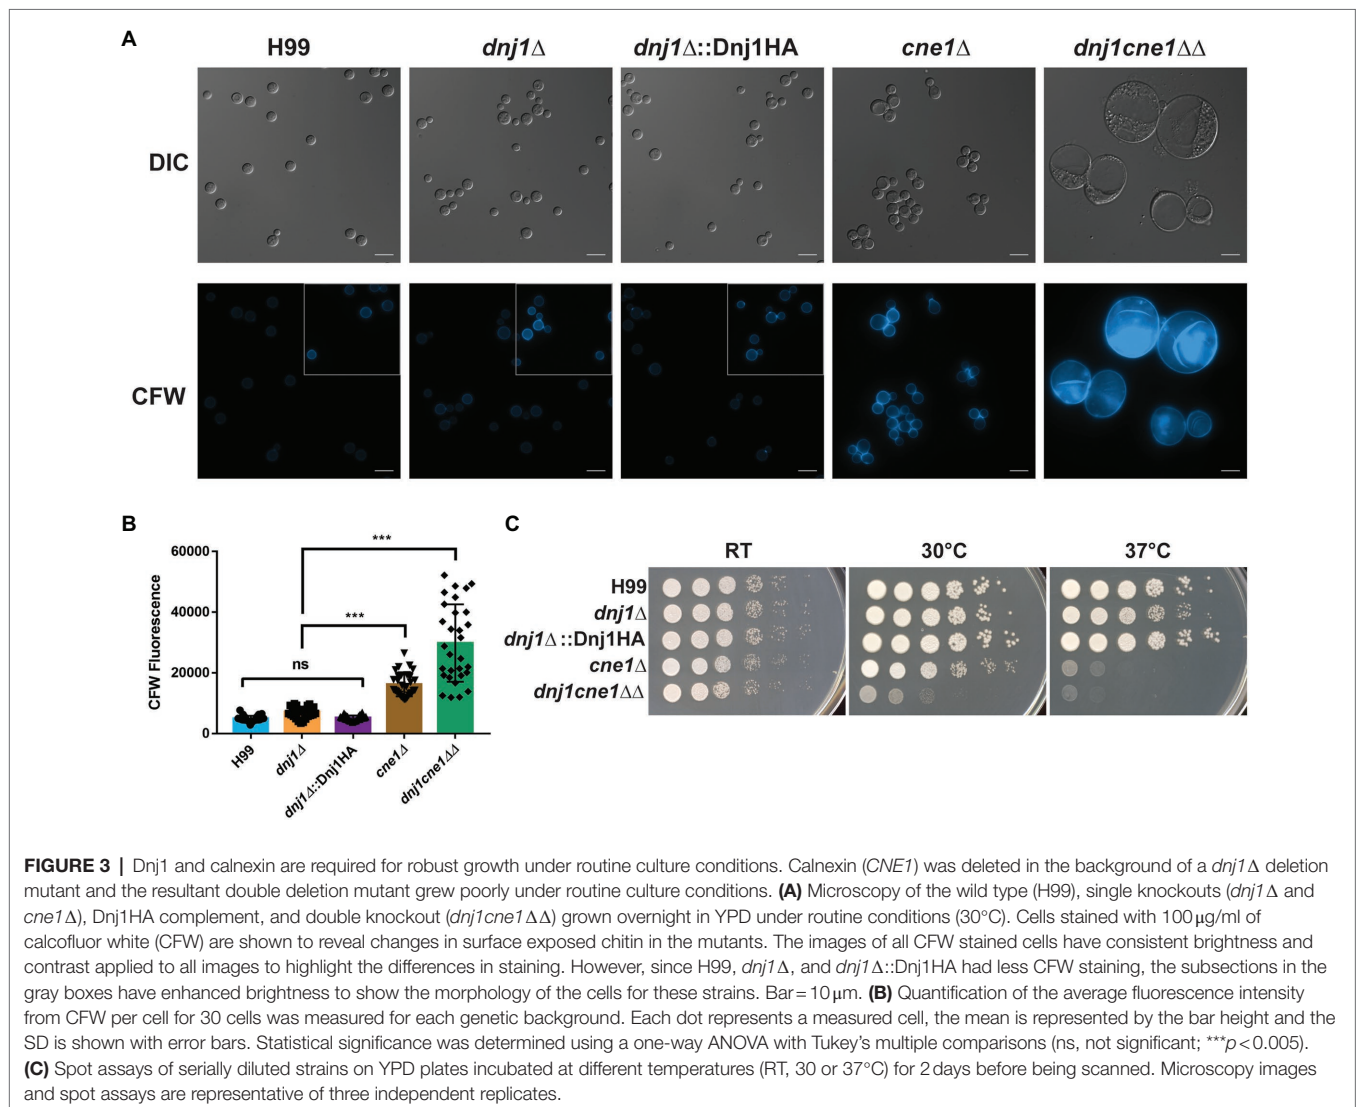 A
H99 dnj1Δ dnj1Δ::Dnj1HA cne1Δ dnj1cne1ΔΔ
DIC
CFW
B
60000
40000
20000
0
CFW Fluorescence
ns
***
***
H99
dnj1Δ
dnj1Δ::Dnj1HA
cne1Δ
dnj1cne1ΔΔ
C
RT 30°C 37°C
H99
dnj1Δ
dnj1Δ::Dnj1HA
cne1Δ
dnj1cne1ΔΔ
FIGURE 3 | Dnj1 and calnexin are required for robust growth under routine culture conditions. Calnexin (CNE1) was deleted in the background of a dnj1Δ deletion
mutant and the resultant double deletion mutant grew poorly under routine culture conditions. (A) Microscopy of the wild type (H99), single knockouts (dnj1Δ and
cne1Δ), Dnj1HA complement, and double knockout (dnj1cne1ΔΔ) grown overnight in YPD under routine conditions (30°C). Cells stained with 100 μg/ml of
calcofluor white (CFW) are shown to reveal changes in surface exposed chitin in the mutants. The images of all CFW stained cells have consistent brightness and
contrast applied to all images to highlight the differences in staining. However, since H99, dnj1Δ, and dnj1Δ::Dnj1HA had less CFW staining, the subsections in the
gray boxes have enhanced brightness to show the morphology of the cells for these strains. Bar = 10 μm. (B) Quantification of the average fluorescence intensity
from CFW per cell for 30 cells was measured for each genetic background. Each dot represents a measured cell, the mean is represented by the bar height and the
SD is shown with error bars. Statistical significance was determined using a one-way ANOVA with Tukey's multiple comparisons (ns, not significant; ***p < 0.005).
(C) Spot assays of serially diluted strains on YPD plates incubated at different temperatures (RT, 30 or 37°C) for 2 days before being scanned. Microscopy images
and spot assays are representative of three independent replicates.